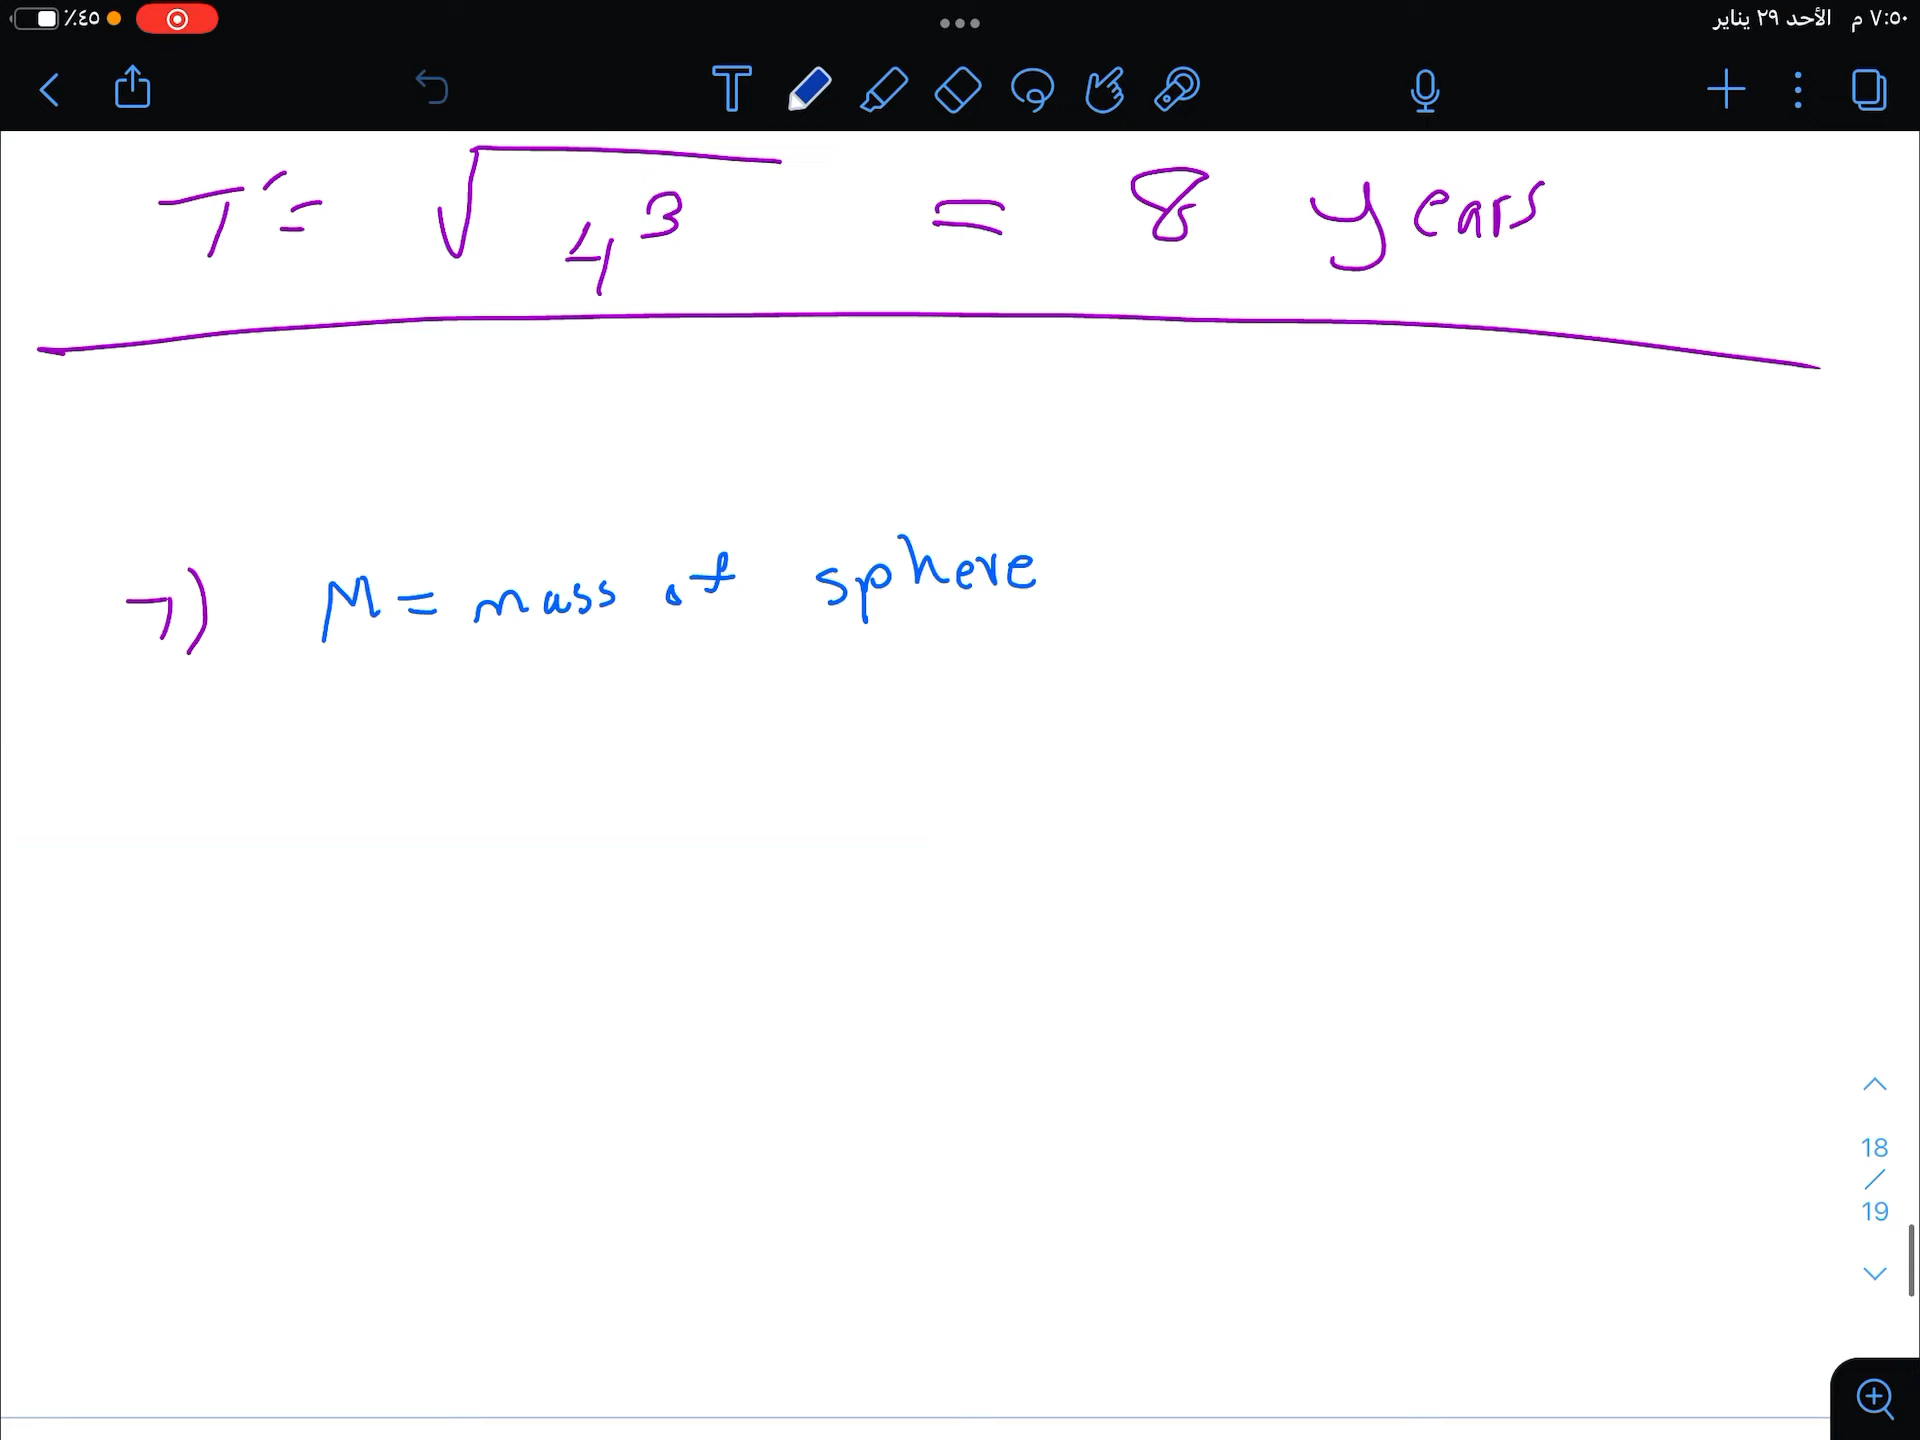 ٪٤٥
٧:٥٠ م الأحد ٢٩ يناير
T
T' = √4³ = 8 years
7) M = mass of sphere
18
/
19